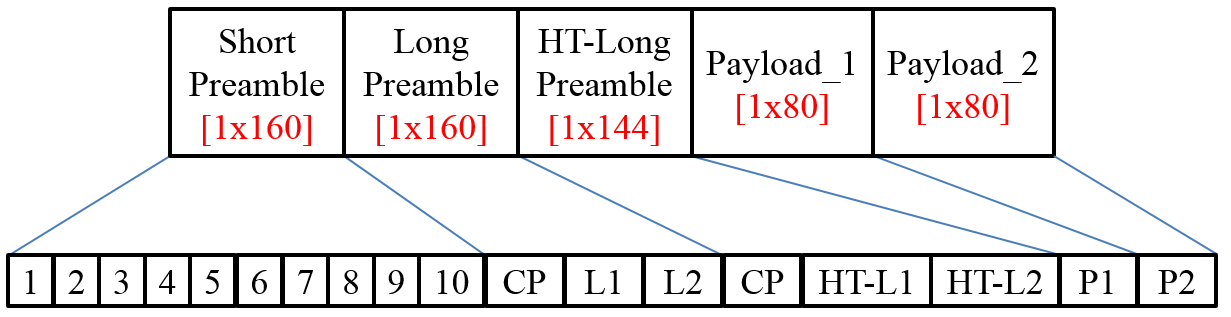 Short
Preamble
[1x160]
Long
Preamble
[1x160]
HT-Long
Preamble
[1x144]
Payload_1
[1x80]
Payload_2
[1x80]
1 2 3 4 5 6 7 8 9 10 CP L1 L2 CP HT-L1 HT-L2 P1 P2